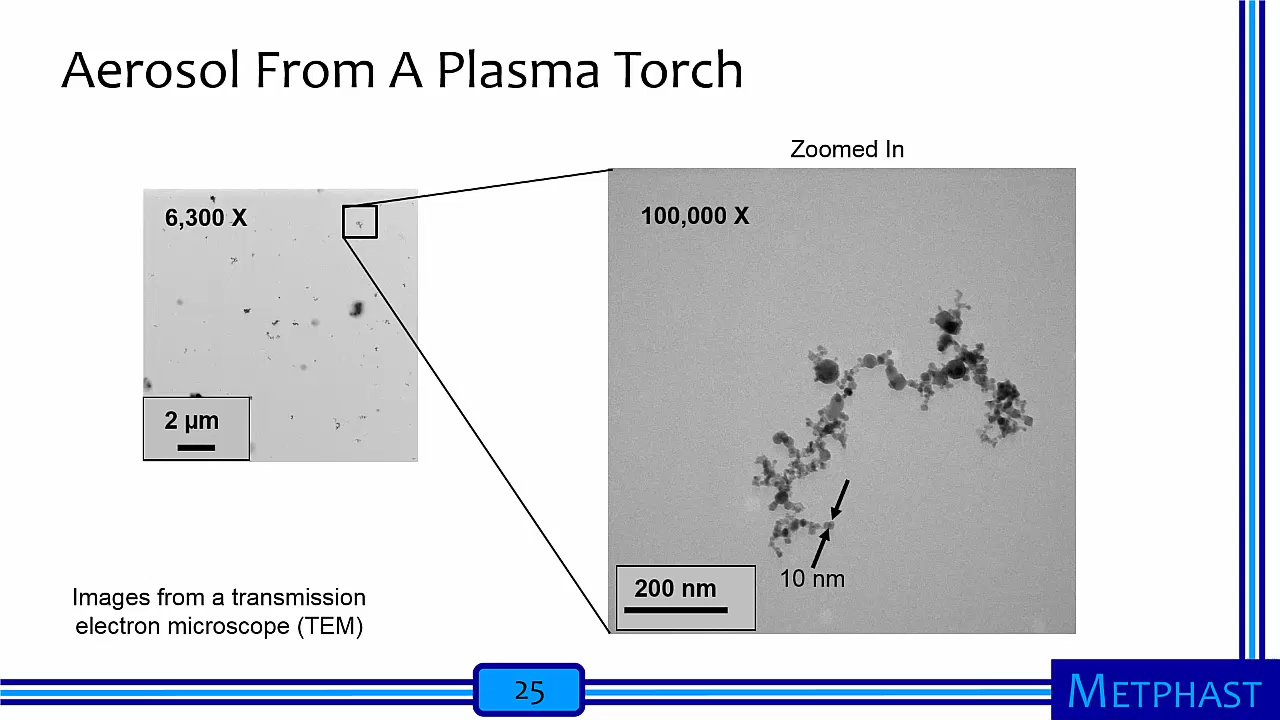 Aerosol From A Plasma Torch
Zoomed In
6,300 X
100,000 X
2 µm
200 nm
10 nm
Images from a transmission
electron microscope (TEM)
25
METPHAST